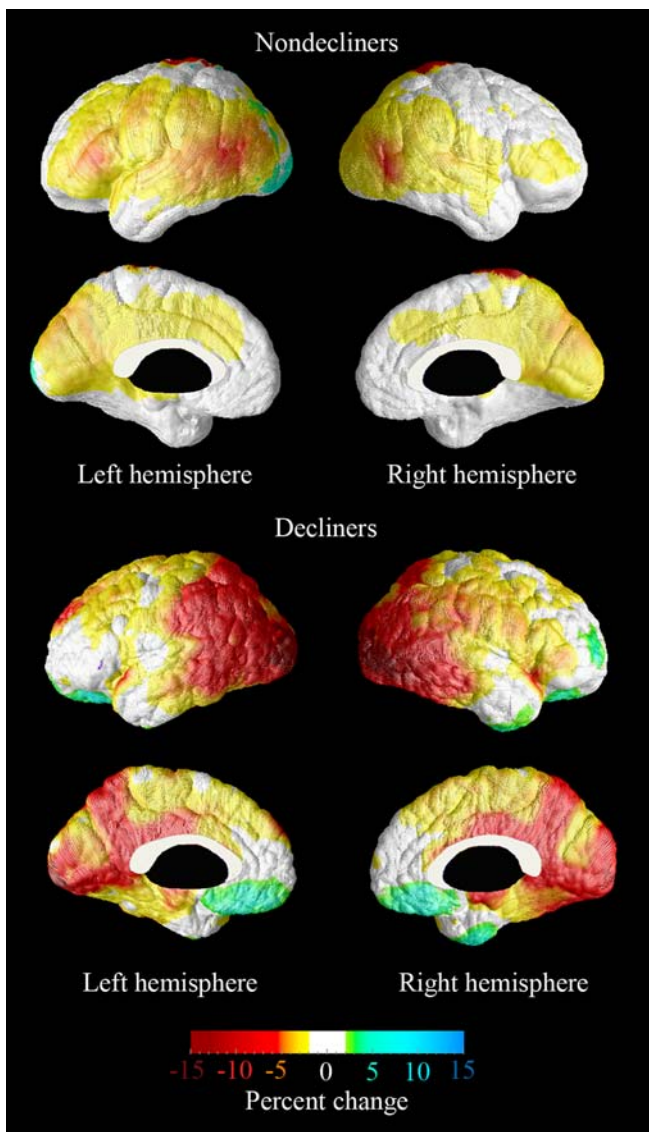 Nondecliners
Left hemisphere
Right hemisphere
Decliners
Left hemisphere
Right hemisphere
-15 -10 -5 0 5 10 15
Percent change